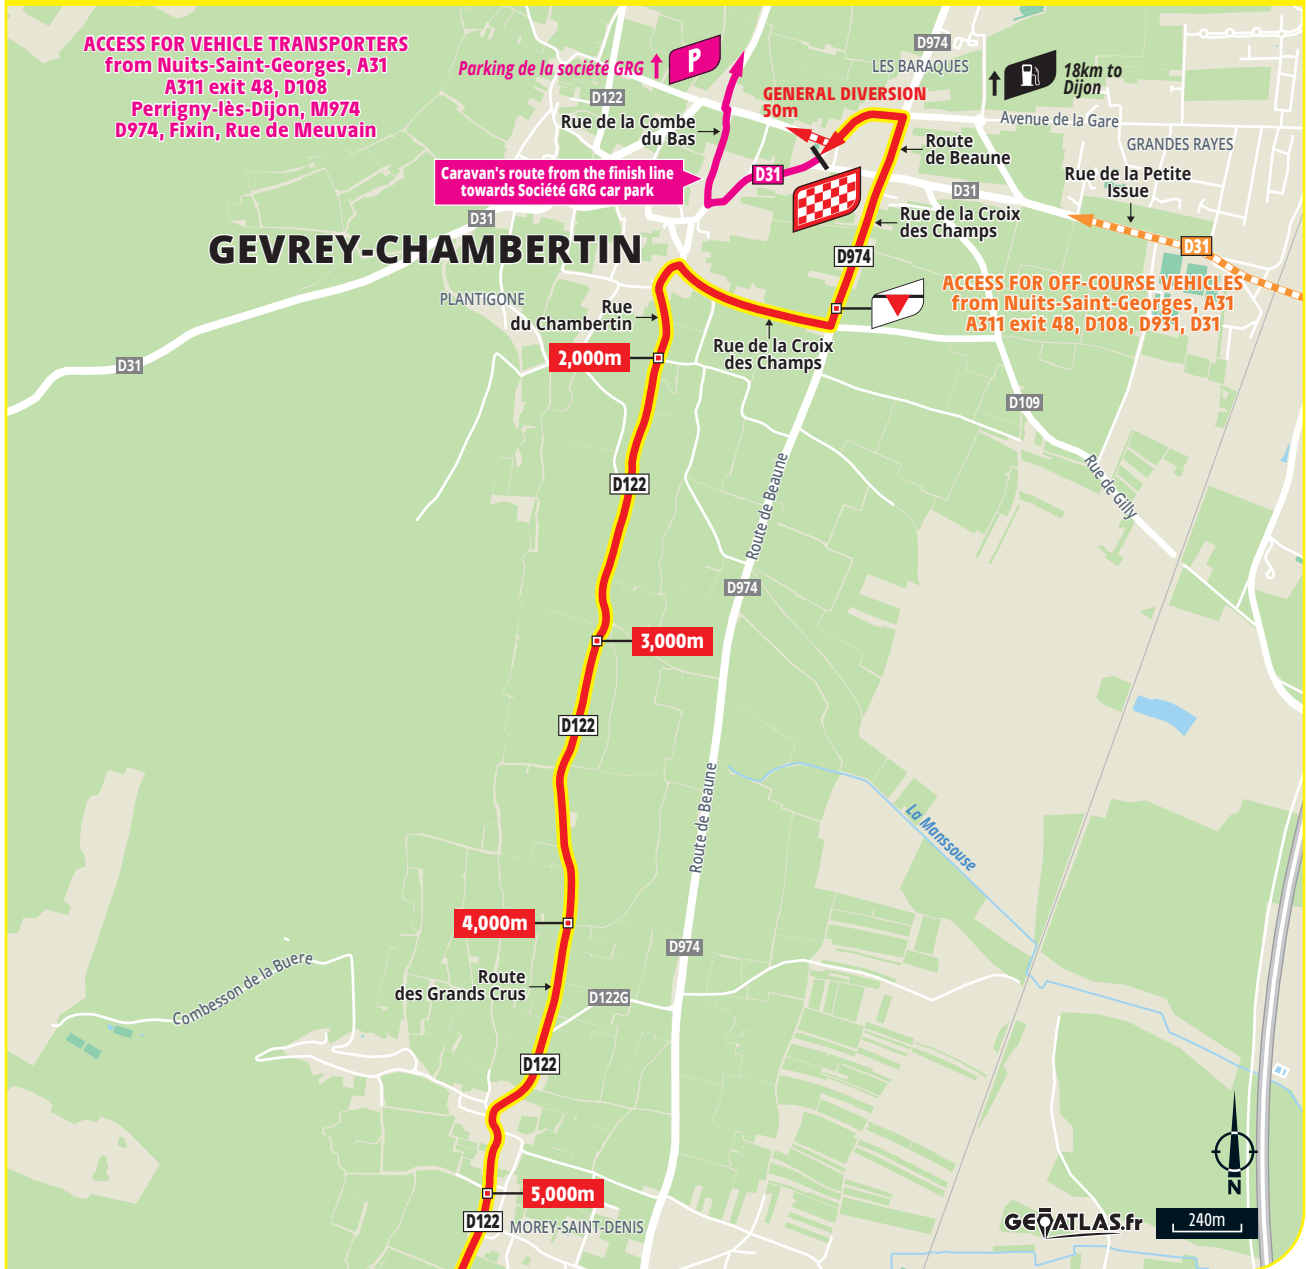 ACCESS FOR VEHICLE TRANSPORTERS
from Nuits-Saint-Georges, A31
A311 exit 48, D108
Perrigny-lès-Dijon, M974
D974, Fixin, Rue de Meuvain
Parking de la société GRG
P
D974
LES BARAQUES
18km to
Dijon
GENERAL DIVERSION
50m
D122
Rue de la Combe
du Bas
Avenue de la Gare
Route
de Beaune
GRANDES RAYES
Caravan's route from the finish line
towards Société GRG car park
D31
Rue de la Petite
Issue
D31
D31
Rue de la Croix
des Champs
D31
GEVREY-CHAMBERTIN
D974
ACCESS FOR OFF-COURSE VEHICLES
from Nuits-Saint-Georges, A31
A311 exit 48, D108, D931, D31
PLANTIGONE
Rue
du Chambertin
Rue de la Croix
des Champs
2,000m
D31
D109
Rue de Gilly
D122
Route de Beaune
D974
3,000m
D122
Route de Beaune
La Manssouse
4,000m
D974
Combesson de la Buere
Route
des Grands Crus
D122G
D122
5,000m
D122
MOREY-SAINT-DENIS
N
GEOATLAS.fr
240m